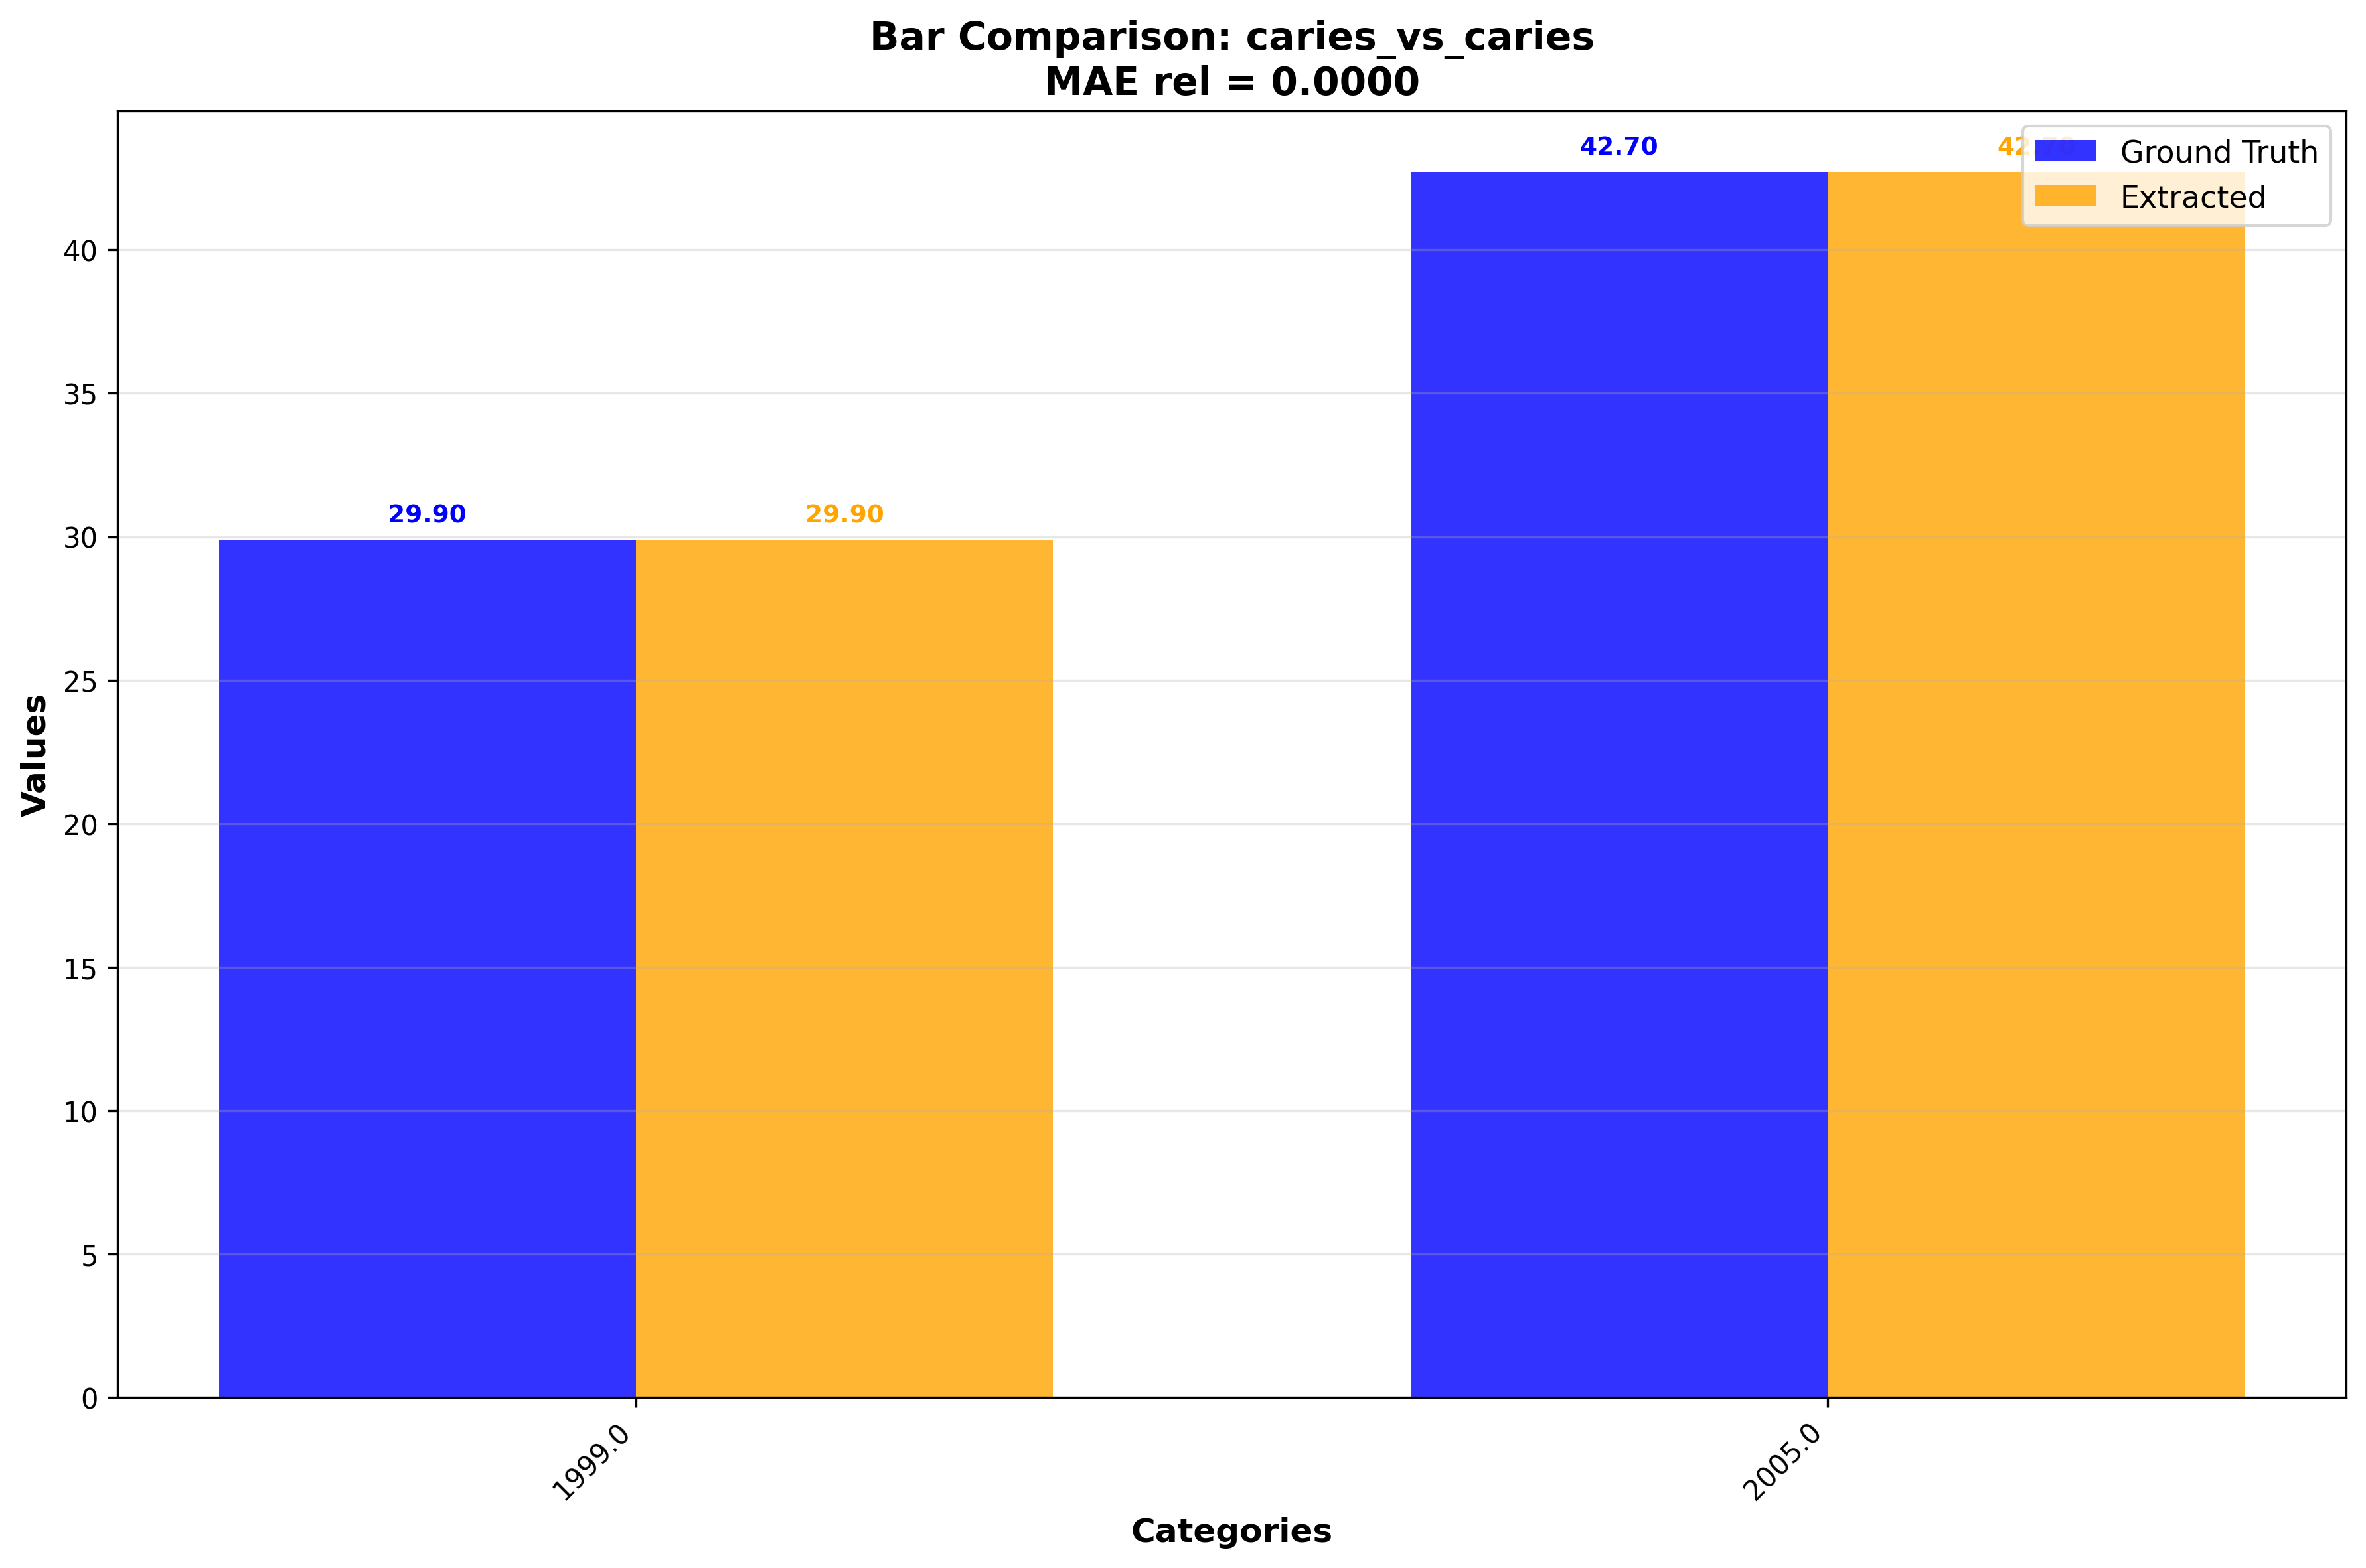 Bar Comparison: caries_vs_caries
MAE rel = 0.0000
42.70
Ground Truth
Extracted
40
35
29.90 29.90
30
25
20
15
10
5
0
Values
1999.0 2005.0
Categories